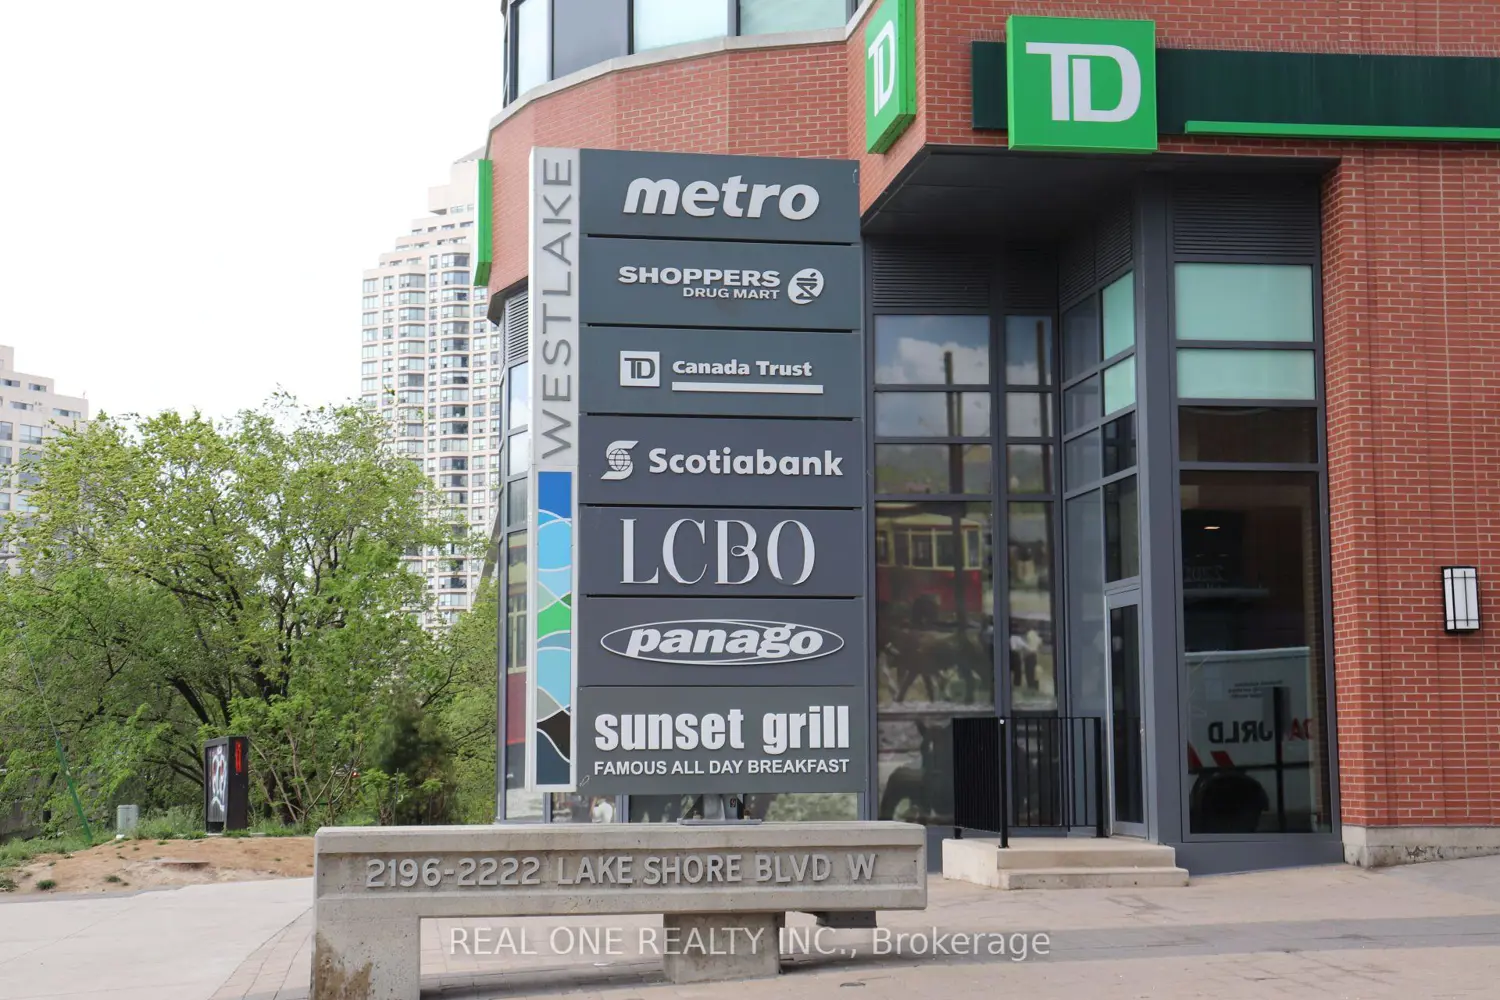 TD
TD
WESTLAKE
metro
SHOPPERS
DRUG MART
TD Canada Trust
Scotiabank
LCBO
panago
sunset grill
FAMOUS ALL DAY BREAKFAST
2196-2222 LAKE SHORE BLVD W
REAL ONE REALTY INC., Brokerage